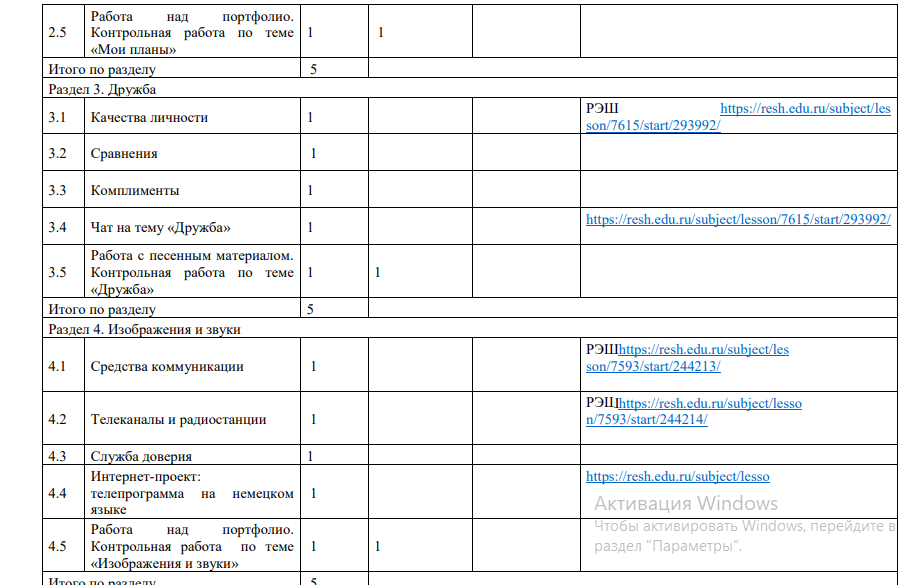 2.5 Работа над портфолио. Контрольная работа по теме «Мои планы» 1 1
Итого по разделу 5
Раздел 3. Дружба
3.1 Качества личности 1 РЭШ https://resh.edu.ru/subject/les
son/7615/start/293992/
3.2 Сравнения 1
3.3 Комплименты 1
3.4 Чат на тему «Дружба» 1 https://resh.edu.ru/subject/lesson/7615/start/293992/
3.5 Работа с песенным материалом. Контрольная работа по теме «Дружба» 1 1
Итого по разделу 5
Раздел 4. Изображения и звуки
4.1 Средства коммуникации 1 РЭШhttps://resh.edu.ru/subject/les
son/7593/start/244213/
4.2 Телеканалы и радиостанции 1 РЭШhttps://resh.edu.ru/subject/lesso
n/7593/start/244214/
4.3 Служба доверия 1
4.4 Интернет-проект: телепрограмма на немецком языке 1 https://resh.edu.ru/subject/lesso
Активация Windows
Чтобы активировать Windows, перейдите в
раздел "Параметры".
4.5 Работа над портфолио. Контрольная работа по теме «Изображения и звуки» 1 1
Итого по разделу 5